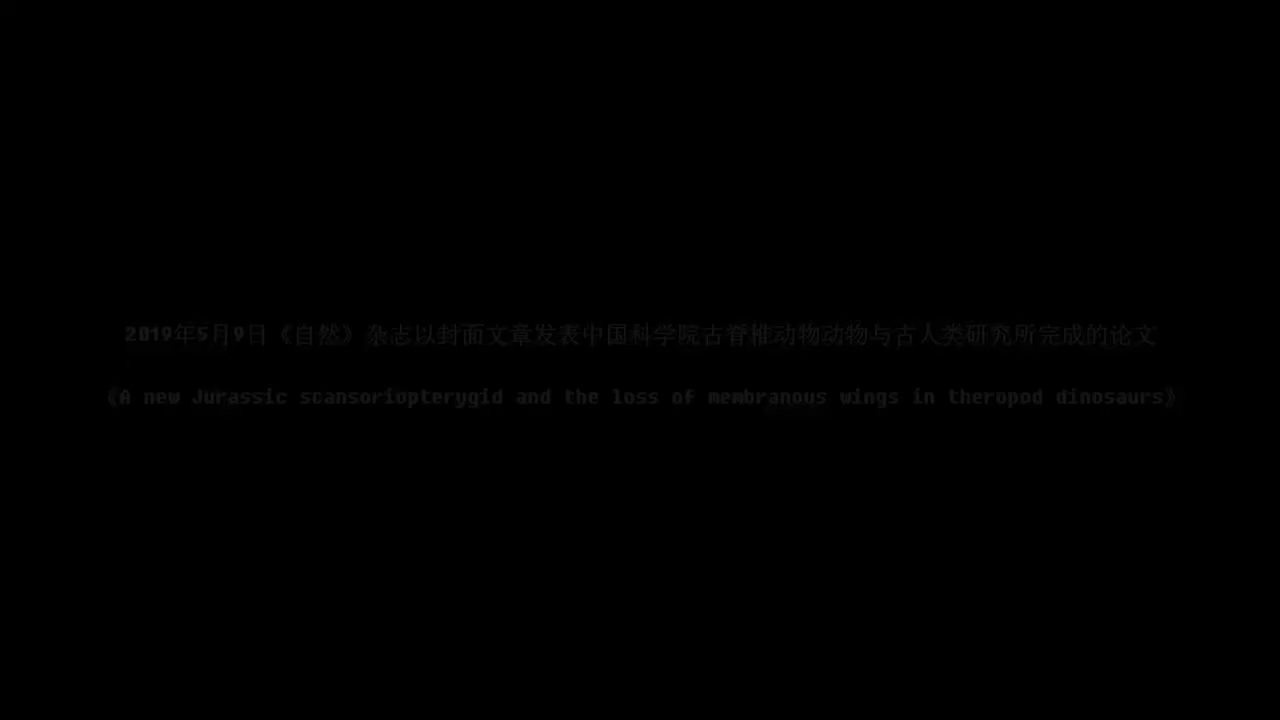 2019年5月9日《自然》杂志以封面文章发表中国科学院古脊椎动物动物与古人类研究所完成的论文
《A new Jurassic scansoriopterygid and the loss of membranous wings in theropod dinosaurs》